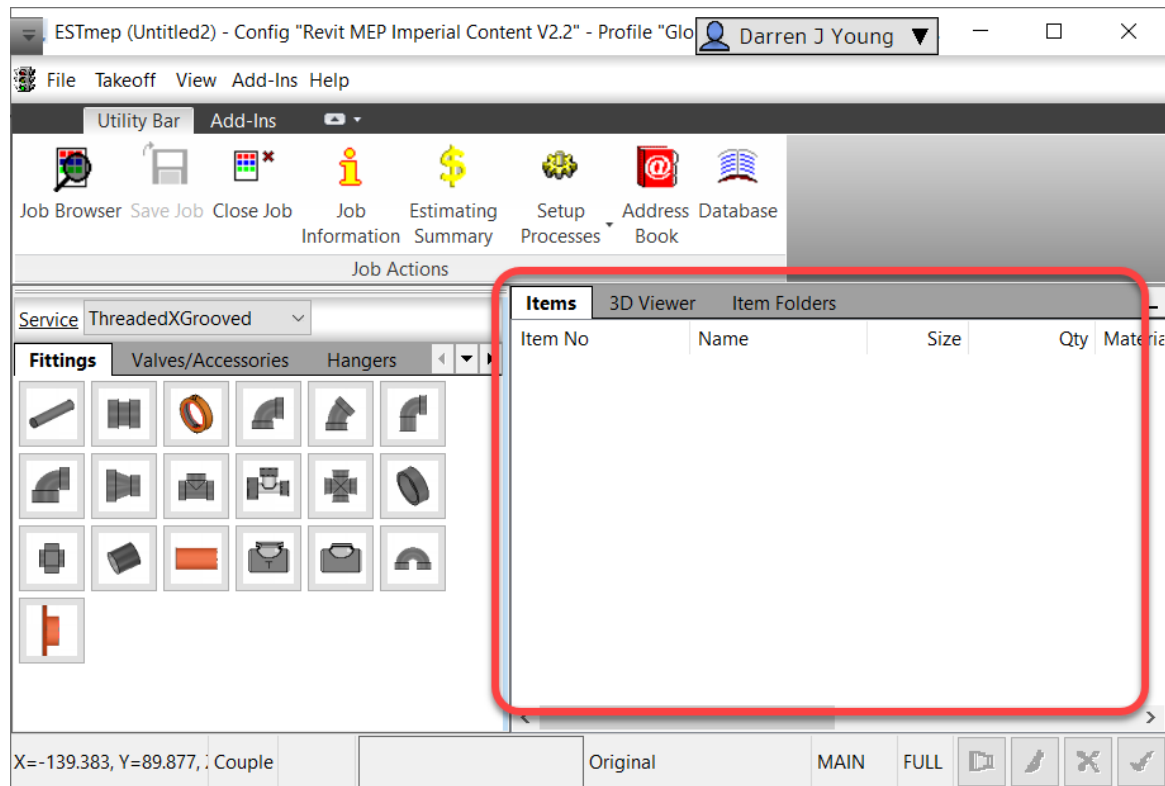 ESTmep (Untitled2) - Config "Revit MEP Imperial Content V2.2" - Profile "Glo
Darren J Young
File Takeoff View Add-Ins Help
Utility Bar Add-Ins
Job Browser Save Job Close Job Job Information Estimating Summary Setup Processes Address Book Database
Job Actions
Service ThreadedXGrooved
Fittings Valves/Accessories Hangers
Items 3D Viewer Item Folders
Item No Name Size Qty Materia
X=-139.383, Y=89.877, Couple Original MAIN FULL